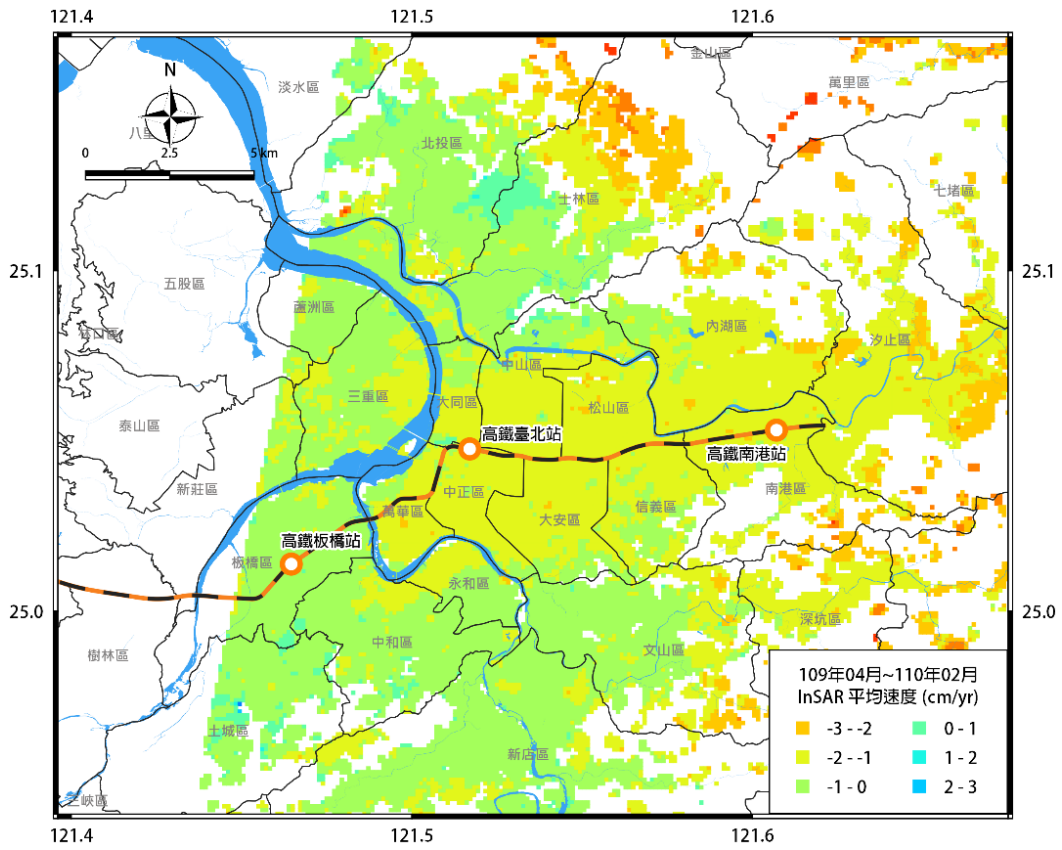 121.4
121.5
121.6
N
0
2.5
5 km
淡水區
金山區
萬里區
北投區
士林區
七堵區
25.1
25.1
五股區
蘆洲區
內湖區
汐止區
中山區
三重區
大同區
松山區
泰山區
高鐵臺北站
高鐵南港站
新莊區
中正區
萬華區
大安區
信義區
南港區
高鐵板橋站
板橋區
永和區
25.0
25.0
中和區
深坑區
樹林區
文山區
土城區
新店區
三峽區
109年04月~110年02月
InSAR 平均速度 (cm/yr)
-3 - -2
0 - 1
-2 - -1
1 - 2
-1 - 0
2 - 3
121.4
121.5
121.6